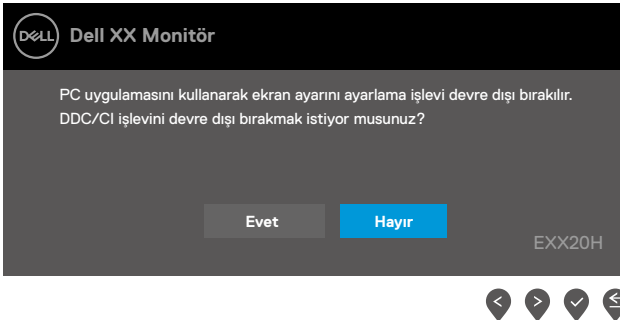 DELL
Dell XX Monitör
PC uygulamasını kullanarak ekran ayarını ayarlama işlevi devre dışı bırakılır.
DDC/CI işlevini devre dışı bırakmak istiyor musunuz?
Evet
Hayır
EXX20H